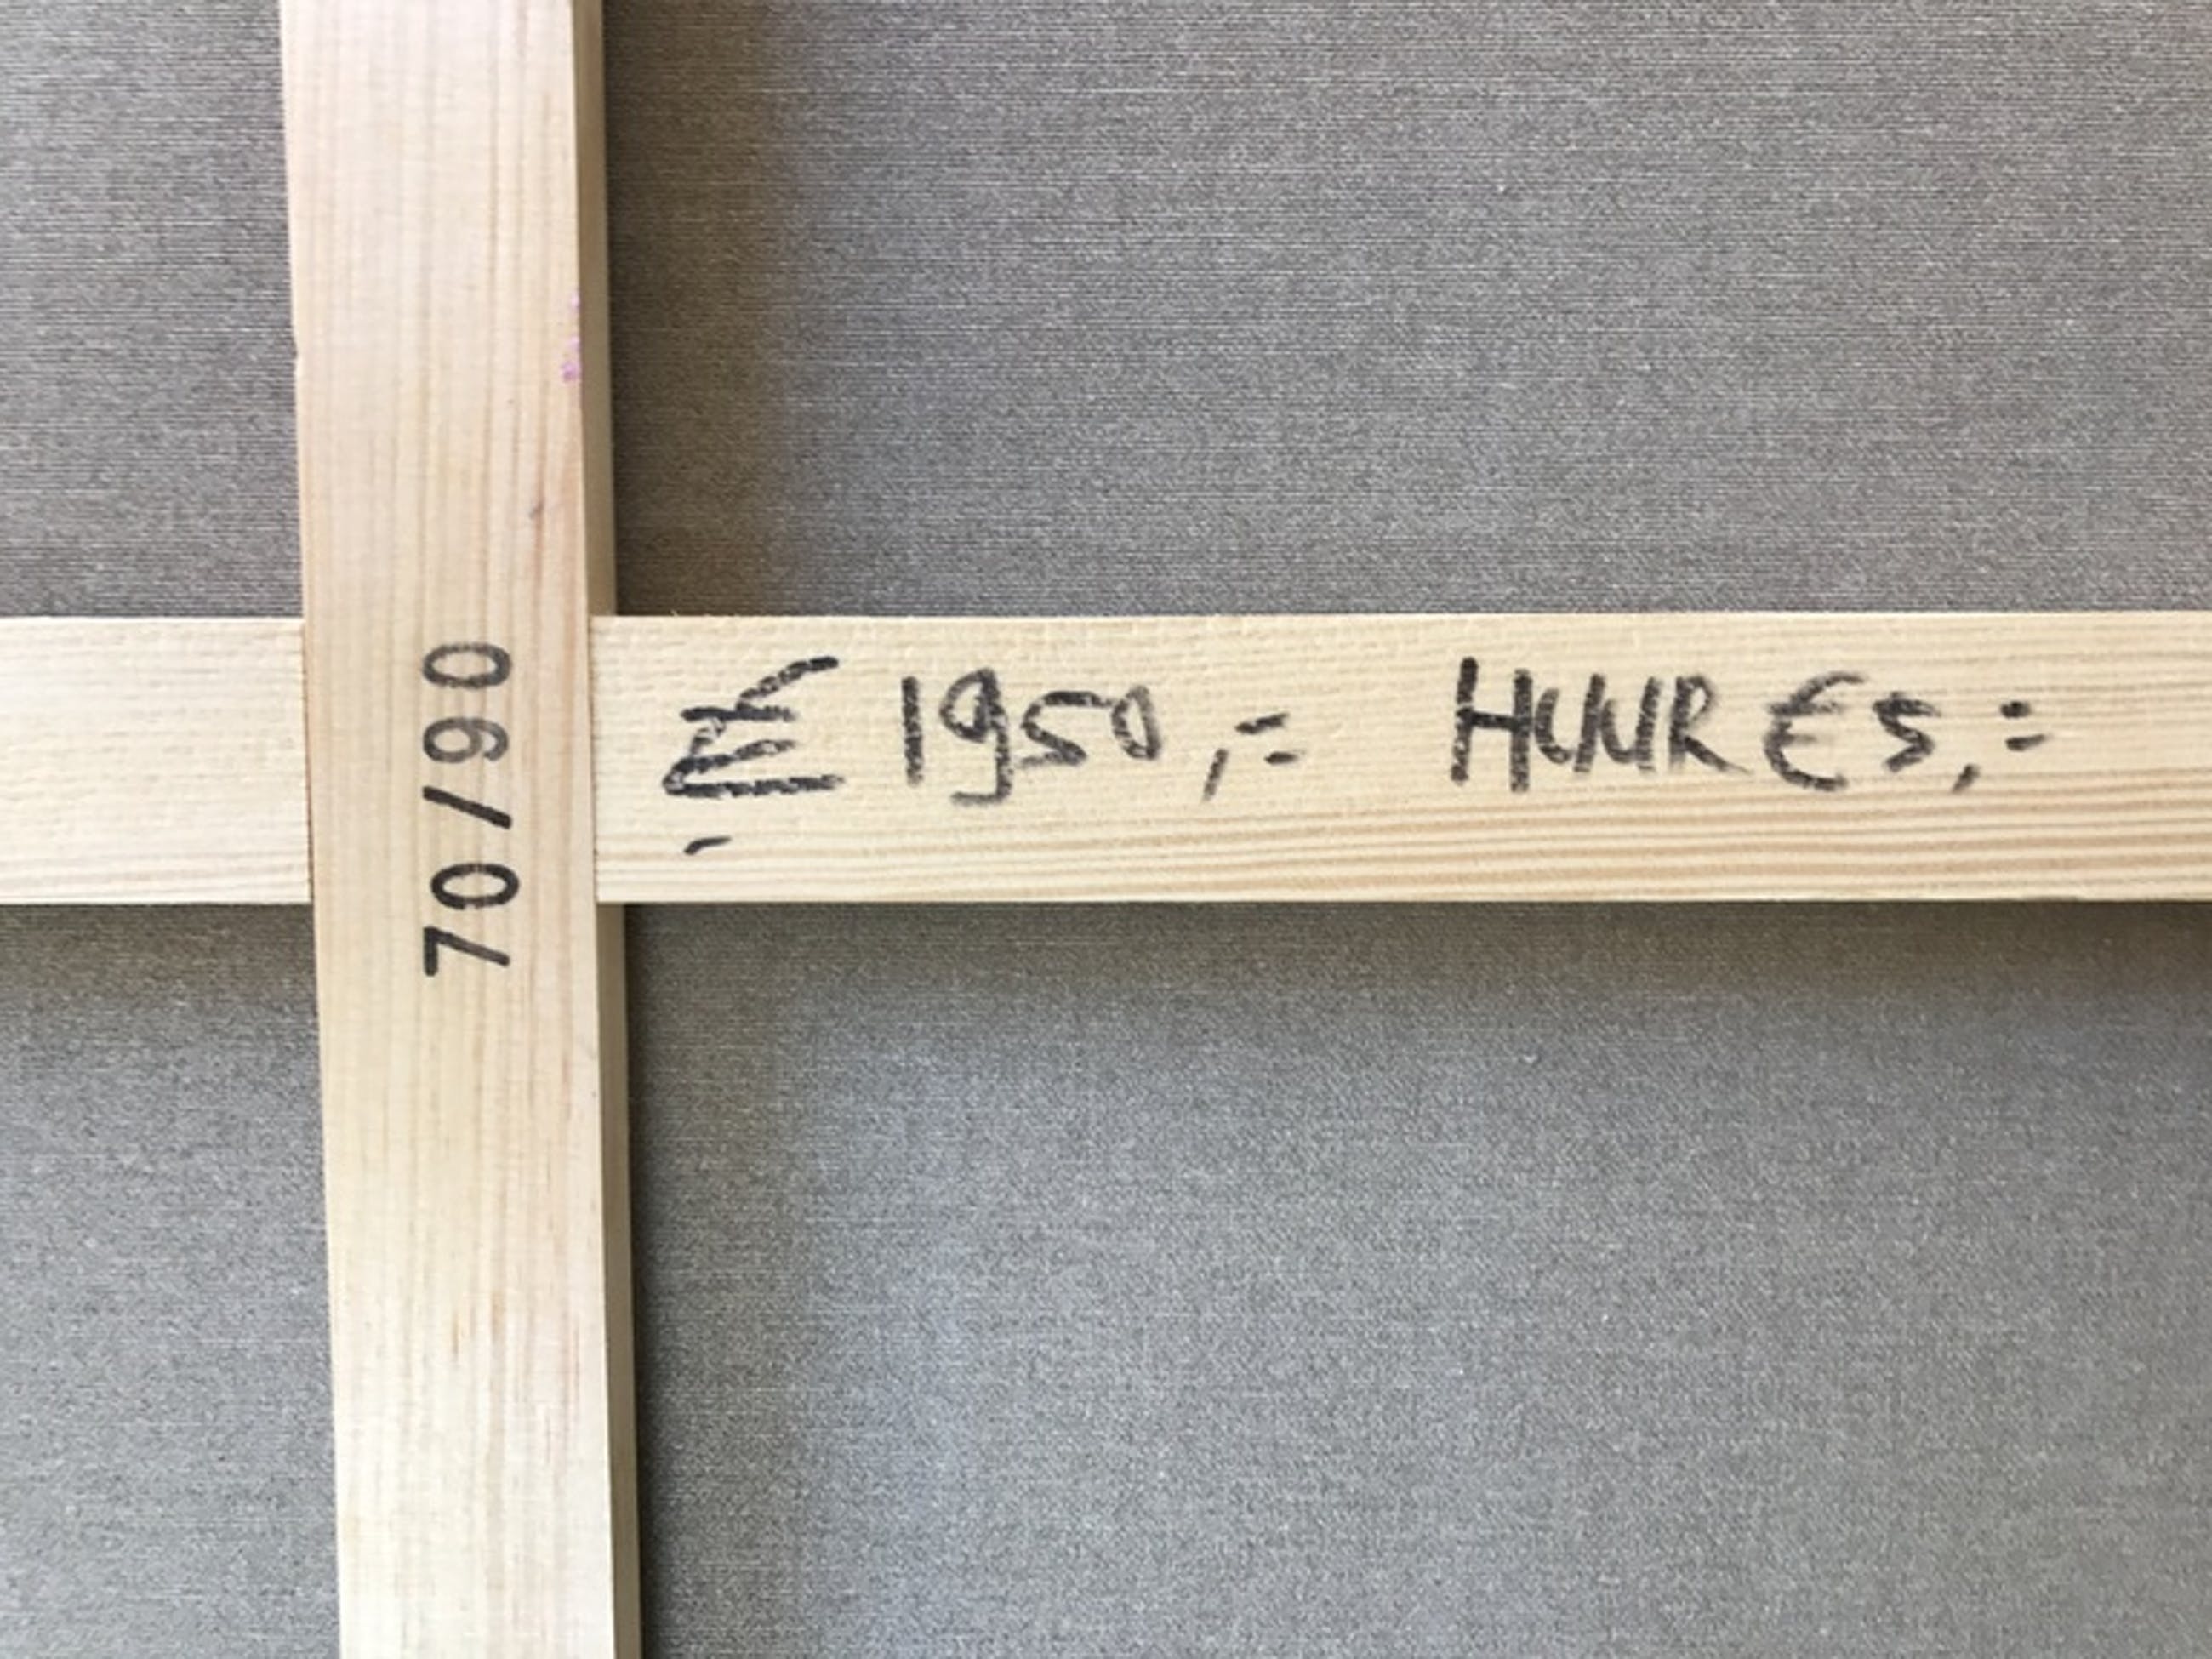 70/90
€ 1950,= HUUR € 5,=